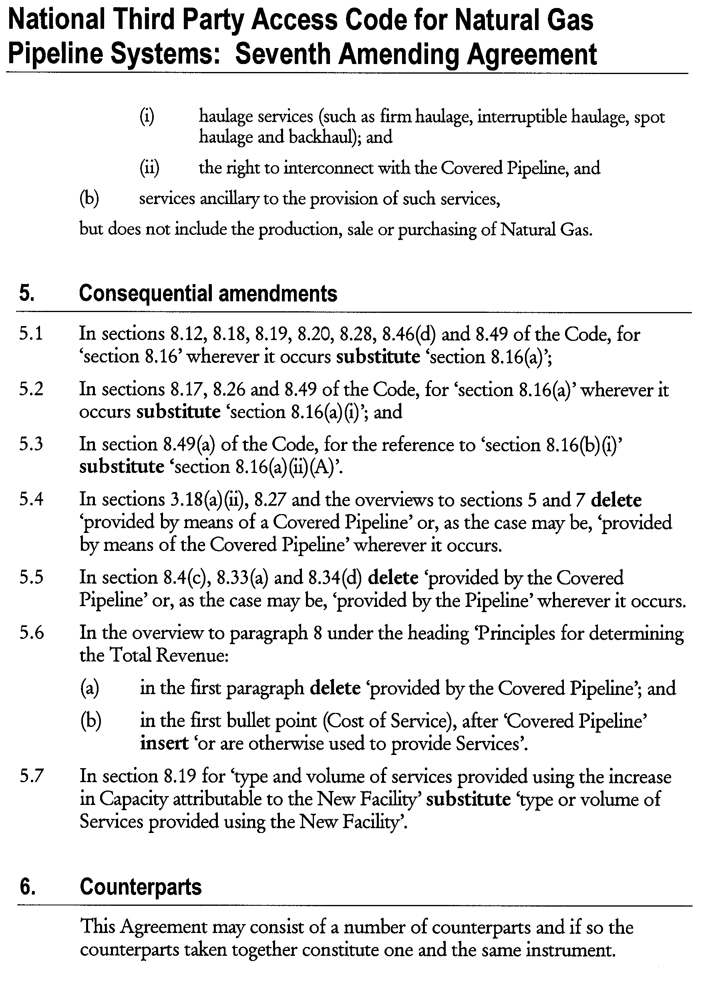 National Third Party Access Code for Natural Gas
Pipeline Systems: Seventh Amending Agreement
(i) haulage services (such as firm haulage, interruptible haulage, spot
haulage and backhaul); and
(ii) the right to interconnect with the Covered Pipeline, and
(b) services ancillary to the provision of such services,
but does not include the production, sale or purchasing of Natural Gas.
5. Consequential amendments
5.1 In sections 8.12, 8.18, 8.19, 8.20, 8.28, 8.46(d) and 8.49 of the Code, for
‘section 8.16’ wherever it occurs substitute ‘section 8.16(a)’;
5.2 In sections 8.17, 8.26 and 8.49 of the Code, for ‘section 8.16(a)’ wherever it
occurs substitute ‘section 8.16(a)(i)’; and
5.3 In section 8.49(a) of the Code, for the reference to ‘section 8.16(b)(i)’
substitute ‘section 8.16(a)(ii)(A)’.
5.4 In sections 3.18(a)(ii), 8.27 and the overviews to sections 5 and 7 delete
‘provided by means of a Covered Pipeline’ or, as the case may be, ‘provided
by means of the Covered Pipeline’ wherever it occurs.
5.5 In section 8.4(c), 8.33(a) and 8.34(d) delete ‘provided by the Covered
Pipeline’ or, as the case may be, ‘provided by the Pipeline’ wherever it occurs.
5.6 In the overview to paragraph 8 under the heading ‘Principles for determining
the Total Revenue:
(a) in the first paragraph delete ‘provided by the Covered Pipeline’; and
(b) in the first bullet point (Cost of Service), after ‘Covered Pipeline’
insert ‘or are otherwise used to provide Services’.
5.7 In section 8.19 for ‘type and volume of services provided using the increase
in Capacity attributable to the New Facility’ substitute ‘type or volume of
Services provided using the New Facility’.
6. Counterparts
This Agreement may consist of a number of counterparts and if so the
counterparts taken together constitute one and the same instrument.